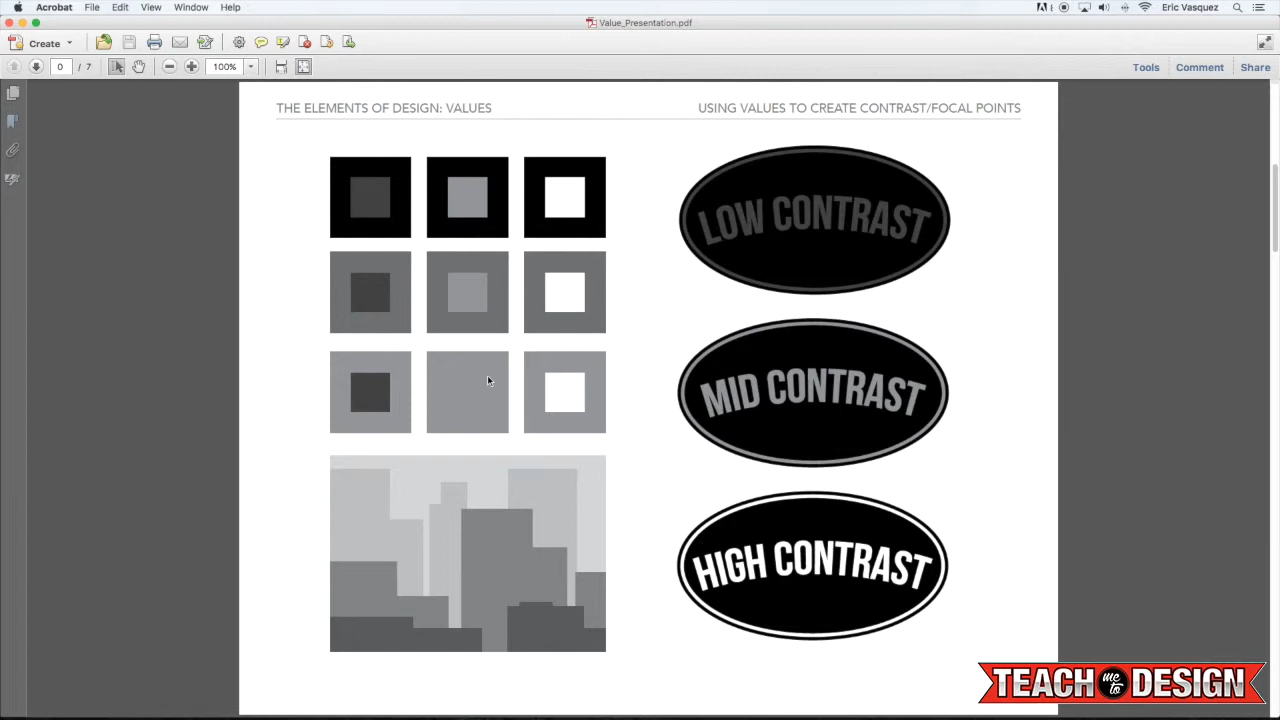 Acrobat File Edit View Window Help Eric Vasquez
Value_Presentation.pdf
Create
0 / 7 100% Tools Comment Share
THE ELEMENTS OF DESIGN: VALUES
USING VALUES TO CREATE CONTRAST/FOCAL POINTS
LOW CONTRAST
MID CONTRAST
HIGH CONTRAST
TEACH me to DESIGN